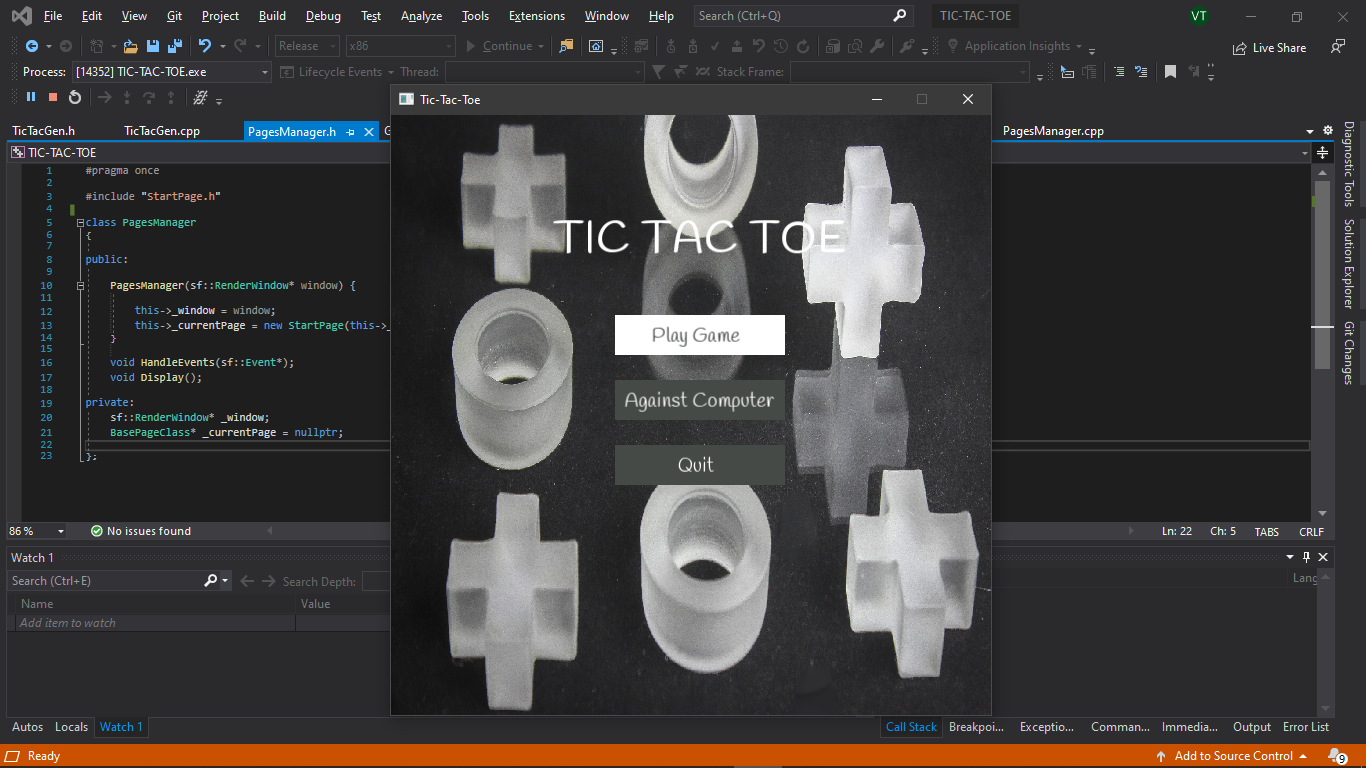 File Edit View Git Project Build Debug Test Analyze Tools Extensions Window Help Search (Ctrl+Q) TIC-TAC-TOE VT
Release x86 Continue Application Insights Live Share
Process: [14352] TIC-TAC-TOE.exe Lifecycle Events Thread: Stack Frame:
Tic-Tac-Toe
TicTacGen.h TicTacGen.cpp PagesManager.h G PagesManager.cpp
TIC-TAC-TOE
1 #pragma once
2
3 #include "StartPage.h"
4
5 class PagesManager
6 {
7
8 public:
9
10 PagesManager(sf::RenderWindow* window) {
11
12 this->_window = window;
13 this->_currentPage = new StartPage(this->_
14 }
15
16 void HandleEvents(sf::Event*);
17 void Display();
18
19 private:
20 sf::RenderWindow* _window;
21 BasePageClass* _currentPage = nullptr;
22
23 };
TIC TAC TOE
Play Game
Against Computer
Quit
Diagnostic Tools
Solution Explorer
Git Changes
86 % No issues found Ln: 22 Ch: 5 TABS CRLF
Watch 1
Search (Ctrl+E) Search Depth: Lang
Name Value
Add item to watch
Autos Locals Watch 1 Call Stack Breakpoi... Exceptio... Comman... Immedia... Output Error List
Ready Add to Source Control 9